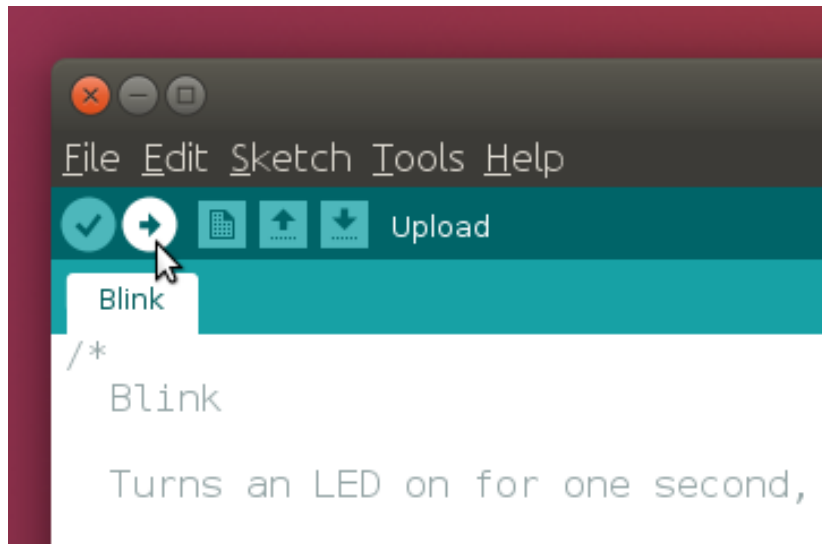 File Edit Sketch Tools Help
Upload
Blink
/*
Blink
Turns an LED on for one second,